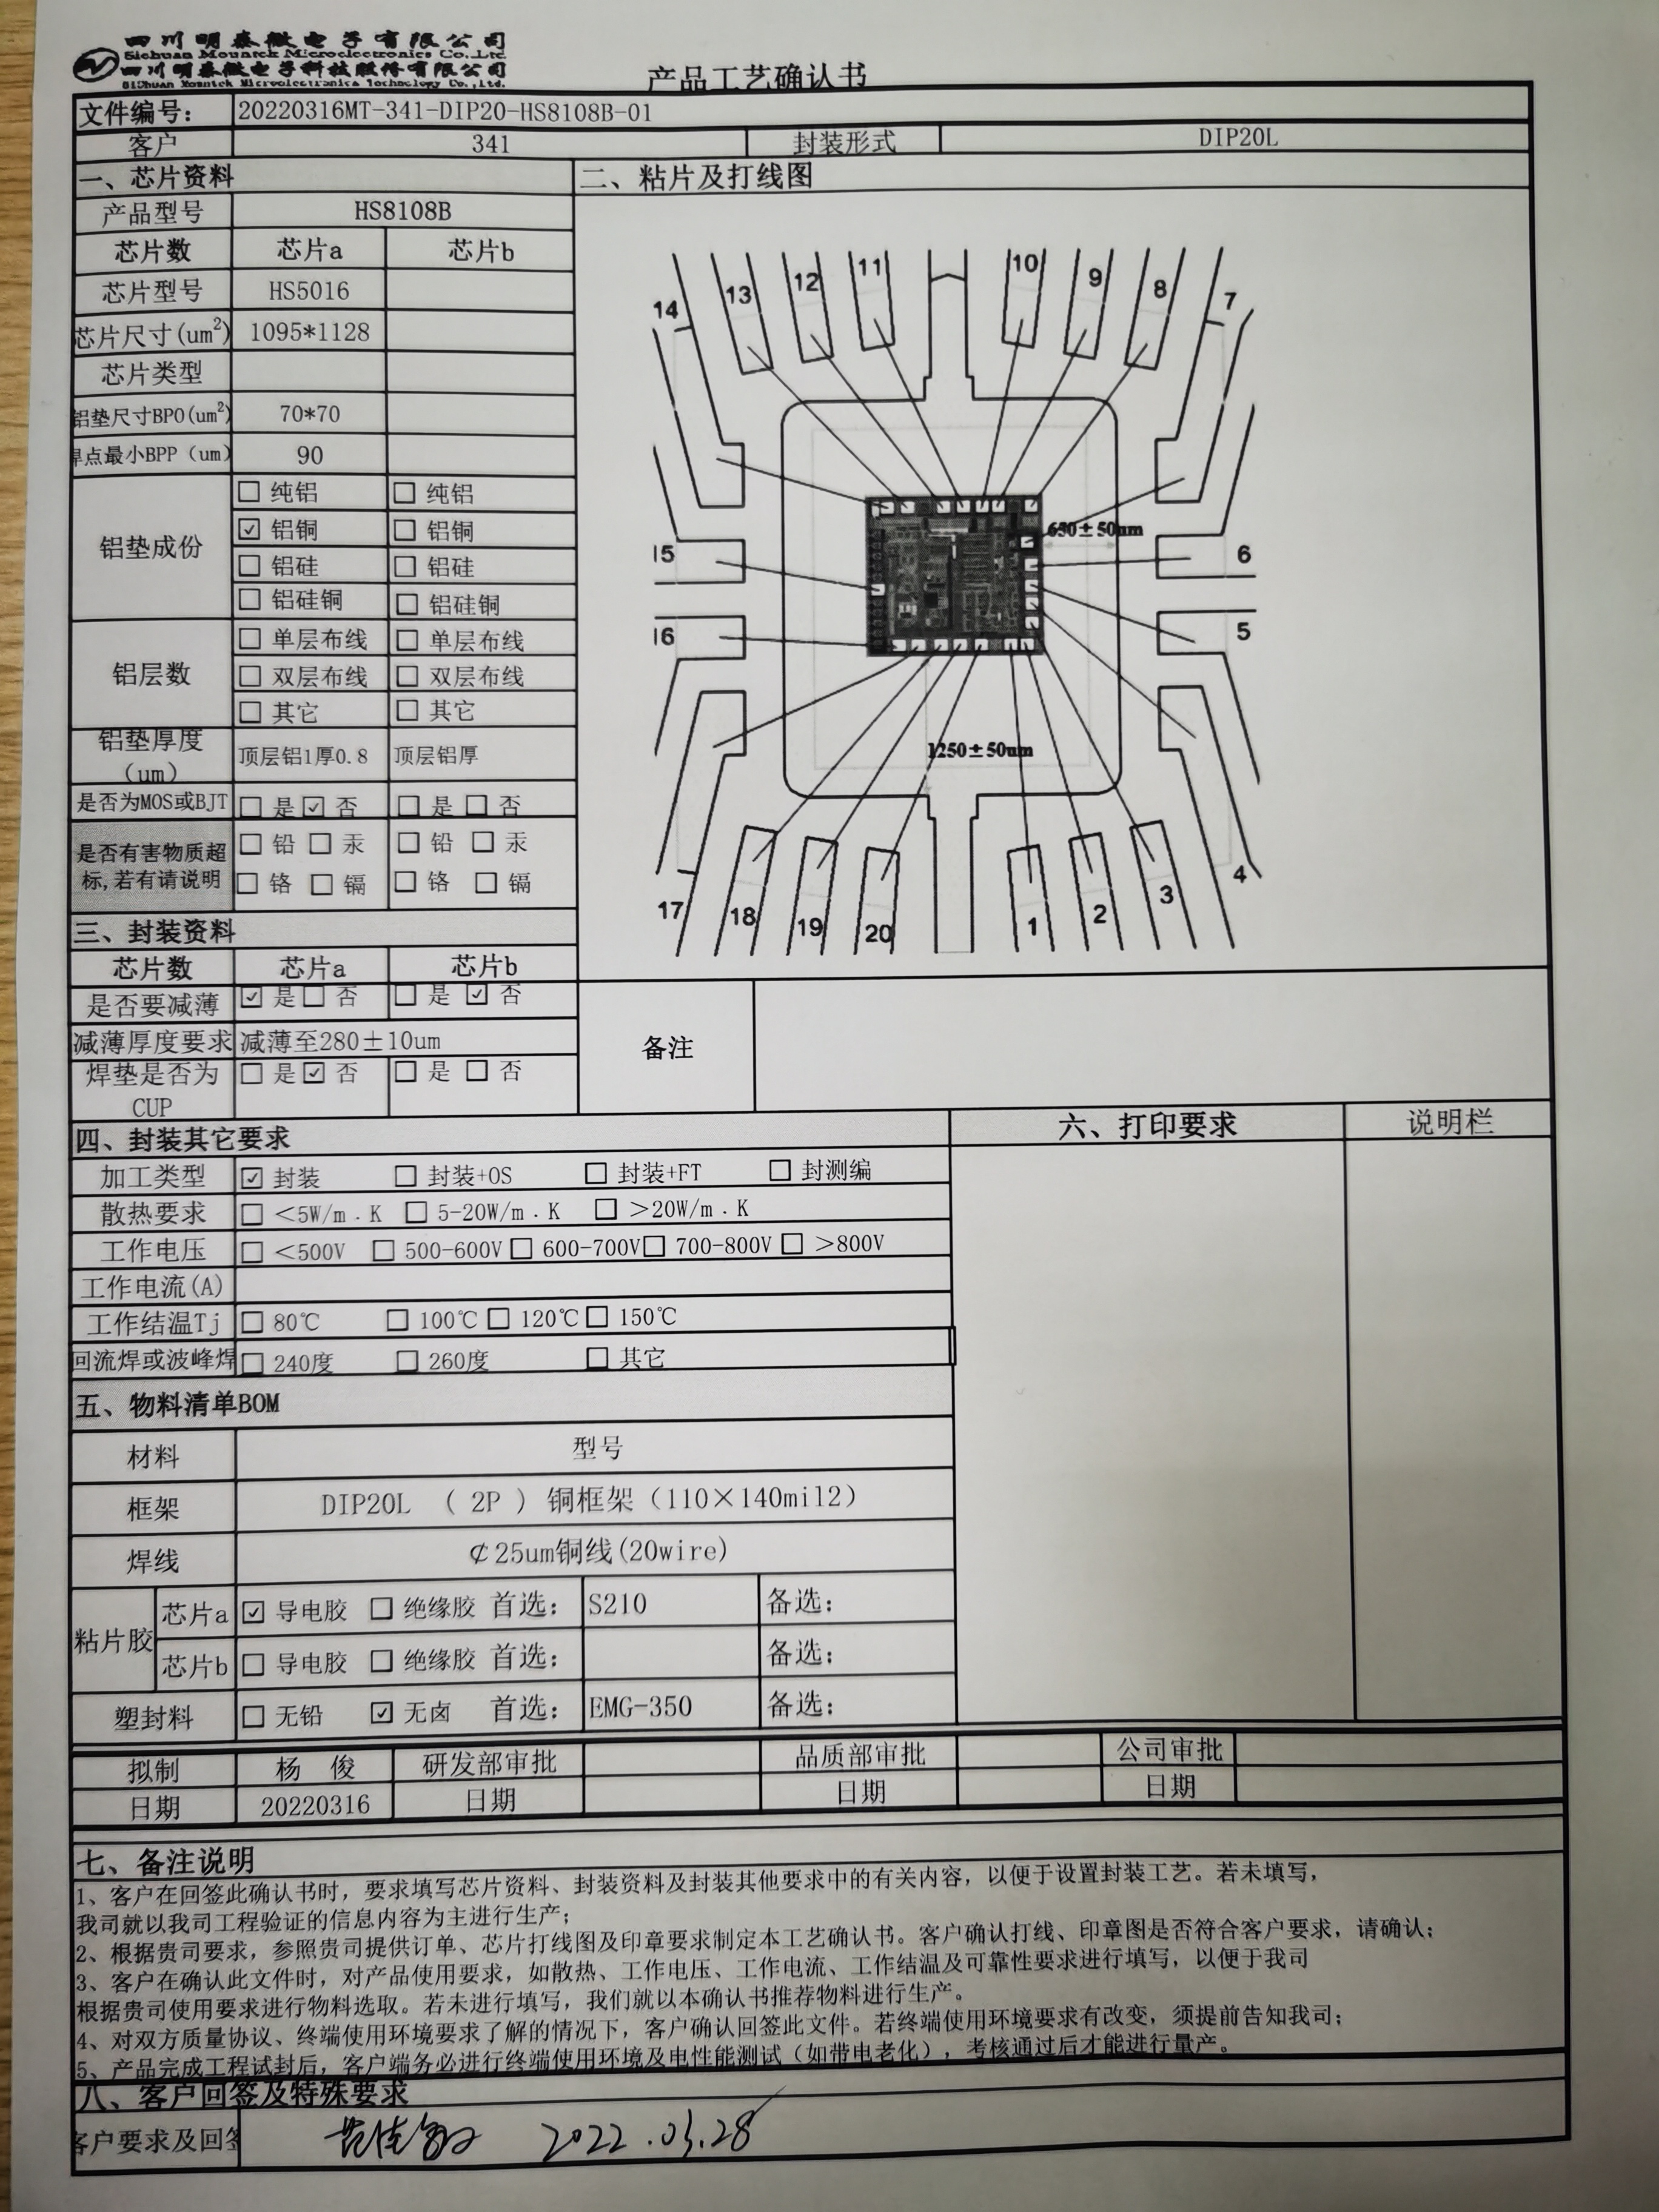 四川明泰微电子有限公司
Sichuan Mountek Microelectronics Co.,Ltd
四川明泰微电子科技股份有限公司
SiChuan Mountek Microelectronics Technology Co.,Ltd.
产品工艺确认书
文件编号: 20220316MT-341-DIP20-HS8108B-01
客户 341 封装形式 DIP20L
一、芯片资料 二、粘片及打线图
产品型号 HS8108B
芯片数 芯片a 芯片b
芯片型号 HS5016
芯片尺寸(um2) 1095*1128
芯片类型
铝垫尺寸BPO(um2) 70*70
焊点最小BPP（um） 90
铝垫成份
☐ 纯铝 ☐ 纯铝
☑ 铝铜 ☐ 铝铜
☐ 铝硅 ☐ 铝硅
☐ 铝硅铜 ☐ 铝硅铜
铝层数
☐ 单层布线 ☐ 单层布线
☐ 双层布线 ☐ 双层布线
☐ 其它 ☐ 其它
铝垫厚度（um） 顶层铝1厚0.8 顶层铝厚
是否为MOS或BJT ☐ 是 ☑ 否 ☐ 是 ☐ 否
是否有害物质超标,若有请说明
☐ 铅 ☐ 汞 ☐ 铅 ☐ 汞
☐ 铬 ☐ 镉 ☐ 铬 ☐ 镉
14 13 12 11 10 9 8 7
650±50um
15 6
16 5
1250±50um
17 18 19 20 1 2 3 4
三、封装资料
芯片数 芯片a 芯片b
是否要减薄 ☑ 是 ☐ 否 ☐ 是 ☑ 否
减薄厚度要求 减薄至280±10um
焊垫是否为CUP ☐ 是 ☑ 否 ☐ 是 ☐ 否
备注
四、封装其它要求 六、打印要求 说明栏
加工类型 ☑ 封装 ☐ 封装+OS ☐ 封装+FT ☐ 封测编
散热要求 ☐ <5W/m．K ☐ 5-20W/m．K ☐ >20W/m．K
工作电压 ☐ <500V ☐ 500-600V ☐ 600-700V ☐ 700-800V ☐ >800V
工作电流(A)
工作结温Tj ☐ 80℃ ☐ 100℃ ☐ 120℃ ☐ 150℃
回流焊或波峰焊 ☐ 240度 ☐ 260度 ☐ 其它
五、物料清单BOM
材料 型号
框架 DIP20L （ 2P ）铜框架（110×140mil2）
焊线 ¢25um铜线(20wire)
粘片胶
芯片a ☑ 导电胶 ☐ 绝缘胶 首选: S210 备选:
芯片b ☐ 导电胶 ☐ 绝缘胶 首选: 备选:
塑封料 ☐ 无铅 ☑ 无卤 首选: EMG-350 备选:
拟制 杨 俊 研发部审批 品质部审批 公司审批
日期 20220316 日期 日期 日期
七、备注说明
1、客户在回签此确认书时，要求填写芯片资料、封装资料及封装其他要求中的有关内容，以便于设置封装工艺。若未填写，
我司就以我司工程验证的信息内容为主进行生产；
2、根据贵司要求，参照贵司提供订单、芯片打线图及印章要求制定本工艺确认书。客户确认打线、印章图是否符合客户要求，请确认；
3、客户在确认此文件时，对产品使用要求，如散热、工作电压、工作电流、工作结温及可靠性要求进行填写，以便于我司
根据贵司使用要求进行物料选取。若未进行填写，我们就以本确认书推荐物料进行生产。
4、对双方质量协议、终端使用环境要求了解的情况下，客户确认回签此文件。若终端使用环境要求有改变，须提前告知我司；
5、产品完成工程试封后，客户端务必进行终端使用环境及电性能测试（如带电老化），考核通过后才能进行量产。
八、客户回签及特殊要求
客户要求及回签
2022.03.28